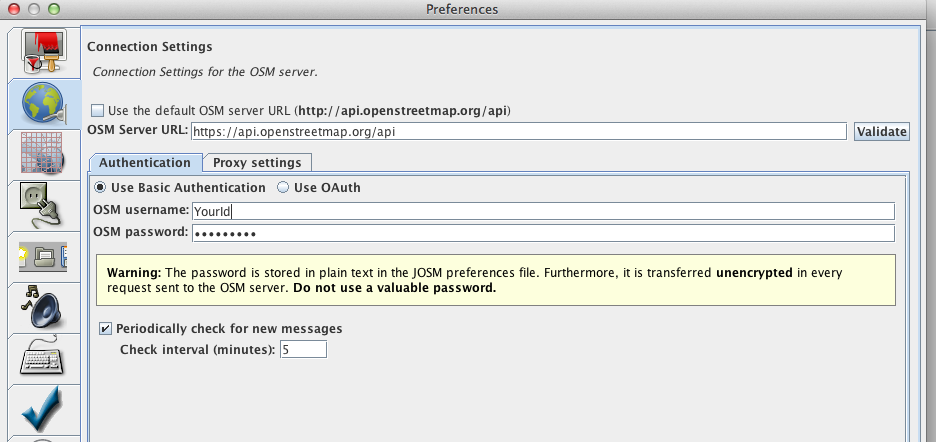 Preferences
Connection Settings
Connection Settings for the OSM server.
Use the default OSM server URL (http://api.openstreetmap.org/api)
OSM Server URL: https://api.openstreetmap.org/api Validate
Authentication Proxy settings
Use Basic Authentication Use OAuth
OSM username: YourId
OSM password: •••••••••
Warning: The password is stored in plain text in the JOSM preferences file. Furthermore, it is transferred unencrypted in every
request sent to the OSM server. Do not use a valuable password.
Periodically check for new messages
Check interval (minutes): 5